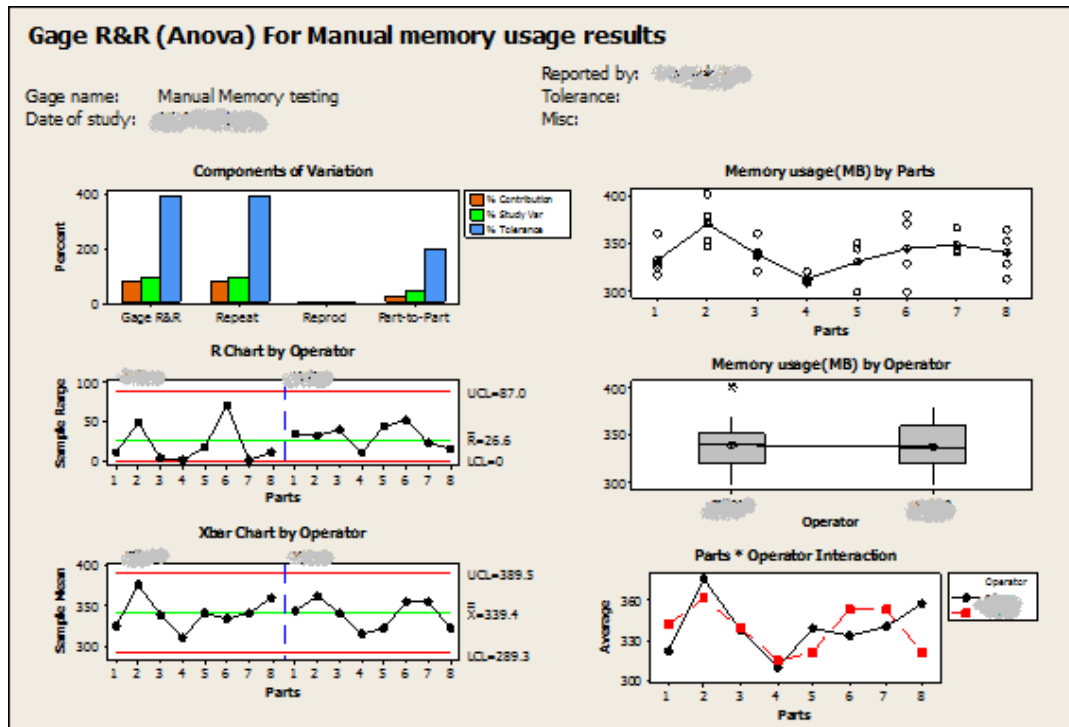 Gage R&R (Anova) For Manual memory usage results
Reported by:
Gage name: Manual Memory testing
Tolerance:
Date of study:
Misc:
Components of Variation
400
200
0
Percent
Gage R&R Repeat Reprod Part-to-Part
% Contribution
% Study Var
% Tolerance
R Chart by Operator
100
50
0
Sample Range
UCL=87.0
R=26.6
LCL=0
1 2 3 4 5 6 7 8 1 2 3 4 5 6 7 8
Parts
Xbar Chart by Operator
400
350
300
Sample Mean
UCL=389.5
X=339.4
LCL=289.3
1 2 3 4 5 6 7 8 1 2 3 4 5 6 7 8
Parts
Memory usage(MB) by Parts
400
350
300
1 2 3 4 5 6 7 8
Parts
Memory usage(MB) by Operator
400
350
300
Operator
Parts * Operator Interaction
360
330
300
Average
Operator
1 2 3 4 5 6 7 8
Parts